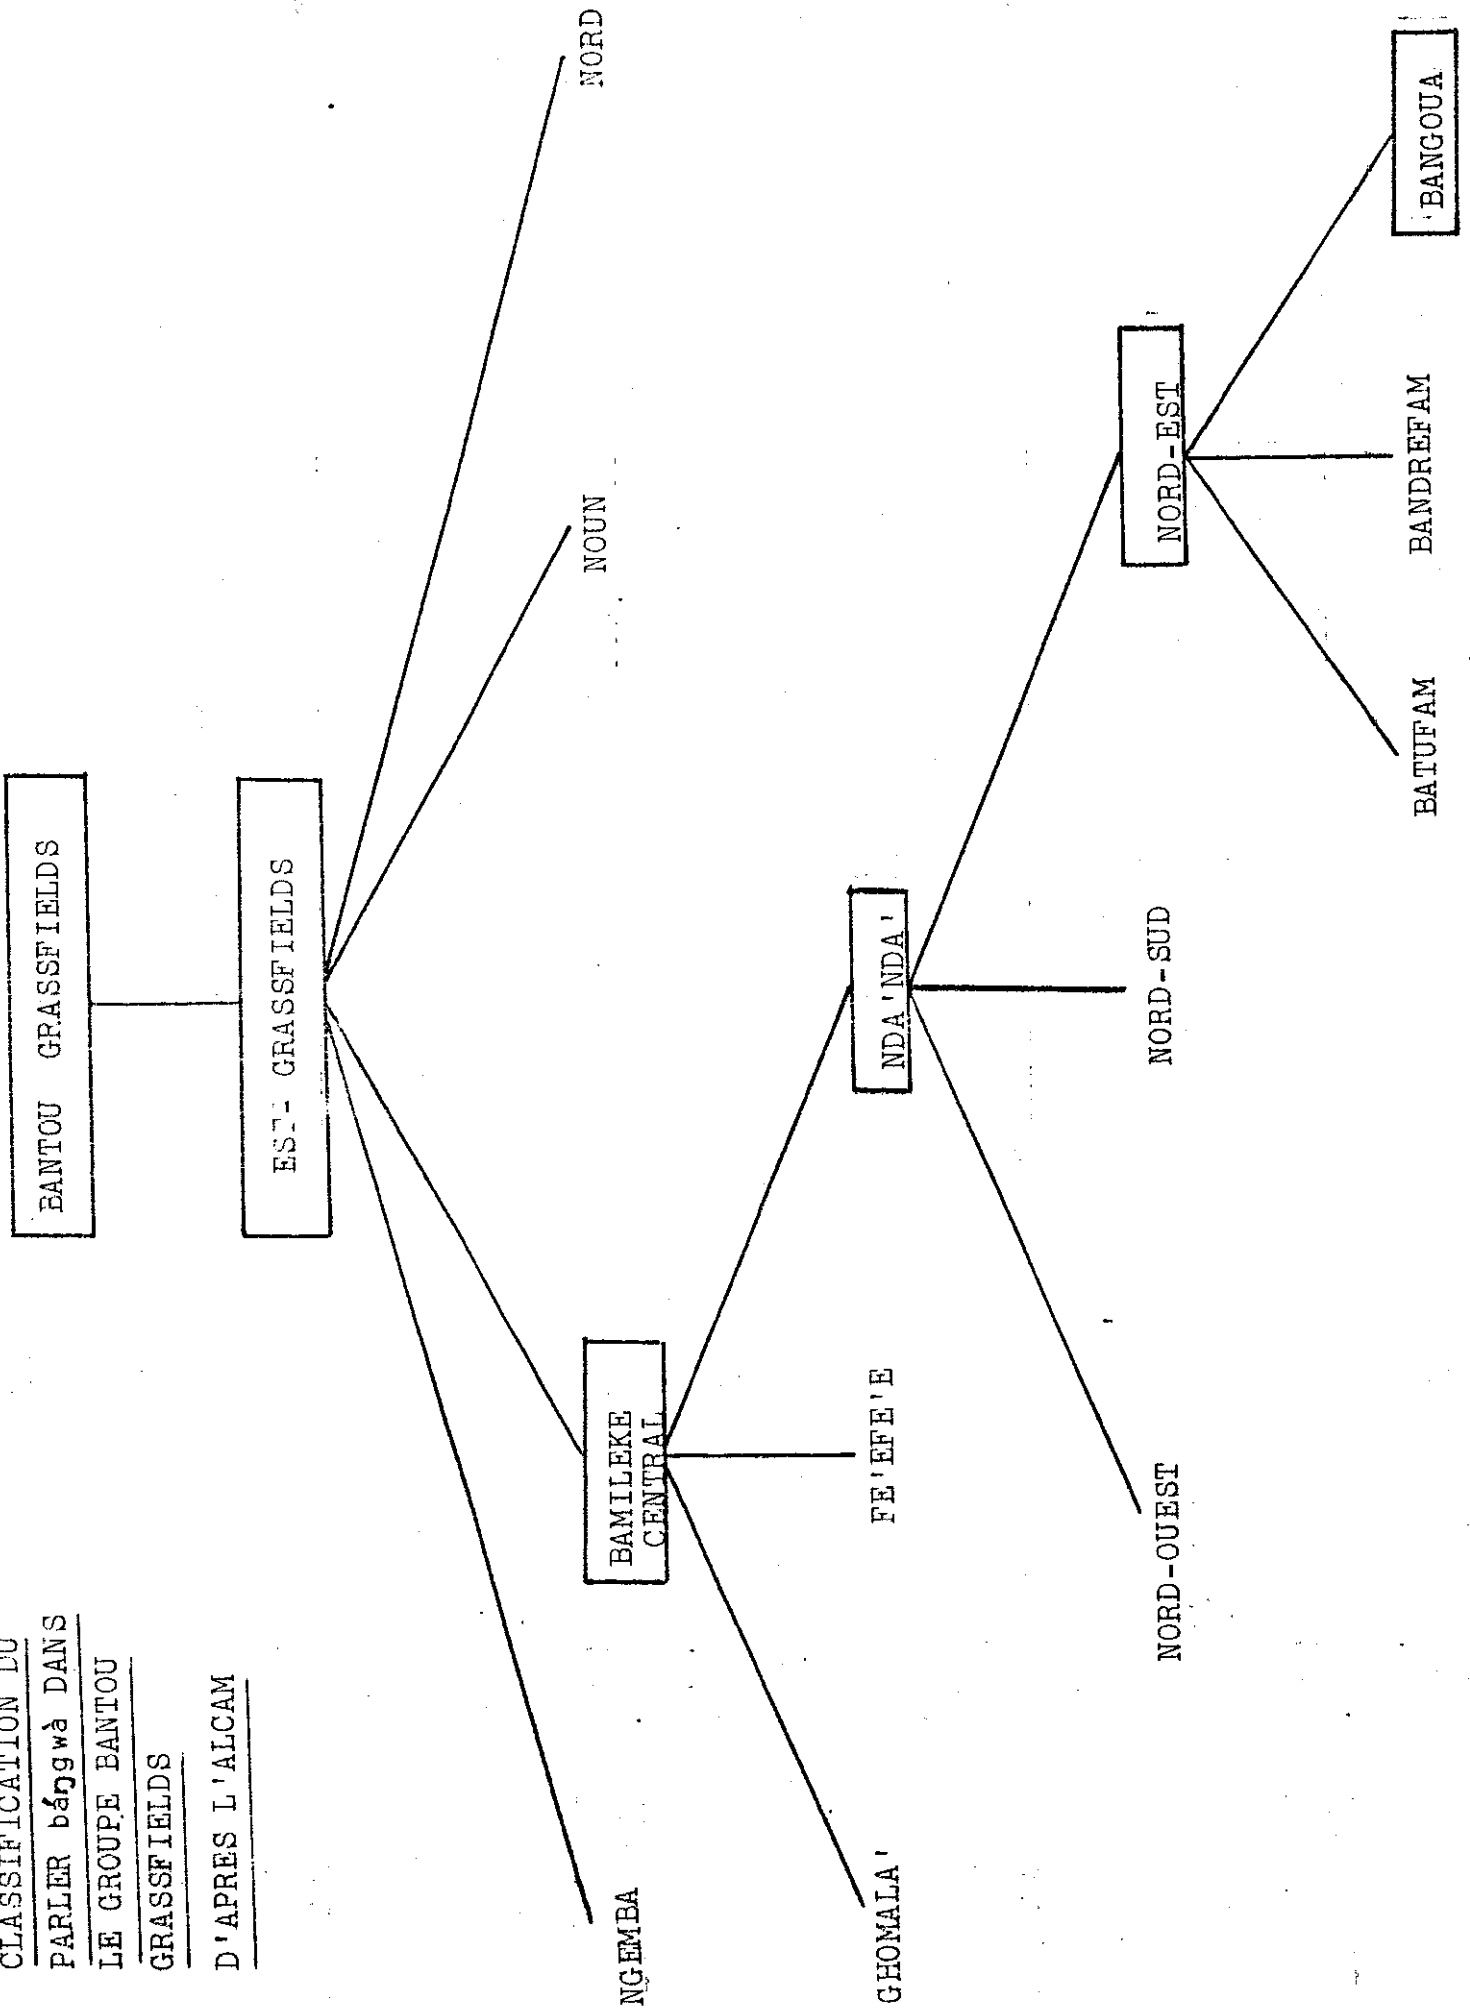 CLASSIFICATION DU
PARLER báŋgwà DANS
LE GROUPE BANTOU
GRASSFIELDS
D'APRES L'ALCAM
BANTOU GRASSFIELDS
EST- GRASSFIELDS
NGEMBA
BAMILEKE
CENTRAL
NOUN
NORD
GHOMALA'
FE'EFE'E
NDA'NDA'
NORD-OUEST
NORD-SUD
NORD-EST
BATUFAM
BANDREFAM
BANGOUA